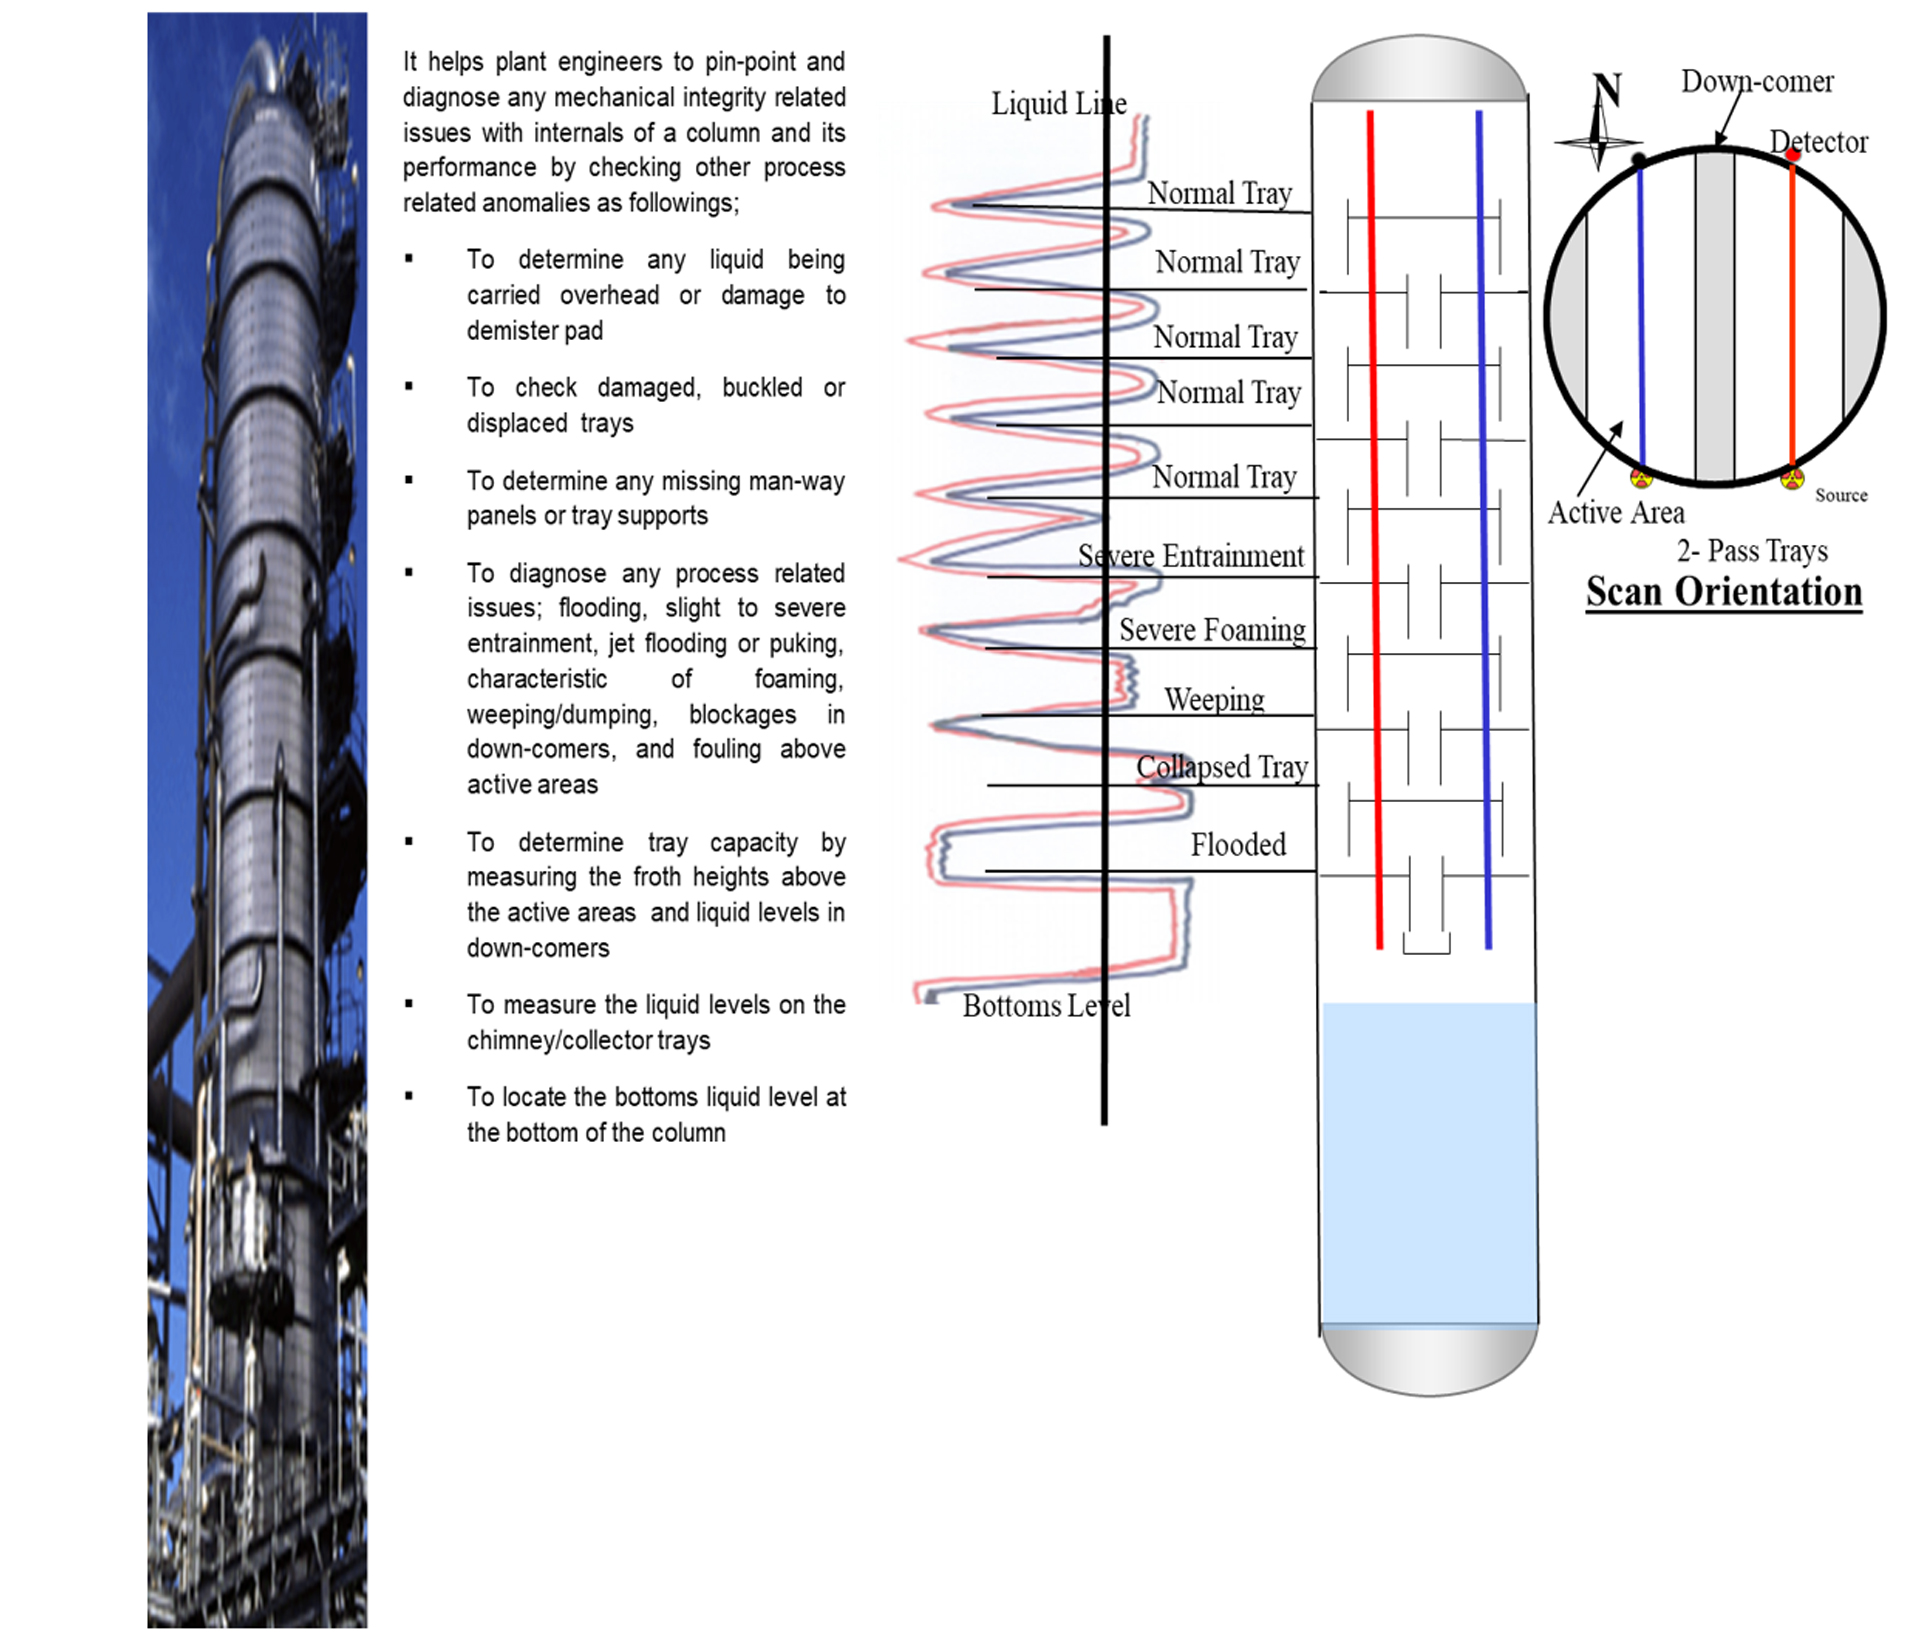 It helps plant engineers to pin-point and
diagnose any mechanical integrity related
issues with internals of a column and its
performance by checking other process
related anomalies as followings;
▪ To determine any liquid being
carried overhead or damage to
demister pad
▪ To check damaged, buckled or
displaced trays
▪ To determine any missing man-way
panels or tray supports
▪ To diagnose any process related
issues; flooding, slight to severe
entrainment, jet flooding or puking,
characteristic of foaming,
weeping/dumping, blockages in
down-comers, and fouling above
active areas
▪ To determine tray capacity by
measuring the froth heights above
the active areas and liquid levels in
down-comers
▪ To measure the liquid levels on the
chimney/collector trays
▪ To locate the bottoms liquid level at
the bottom of the column
Liquid Line
Normal Tray
Normal Tray
Normal Tray
Normal Tray
Normal Tray
Severe Entrainment
Severe Foaming
Weeping
Collapsed Tray
Flooded
Bottoms Level
N
Down-comer
Detector
Source
Active Area
2- Pass Trays
Scan Orientation